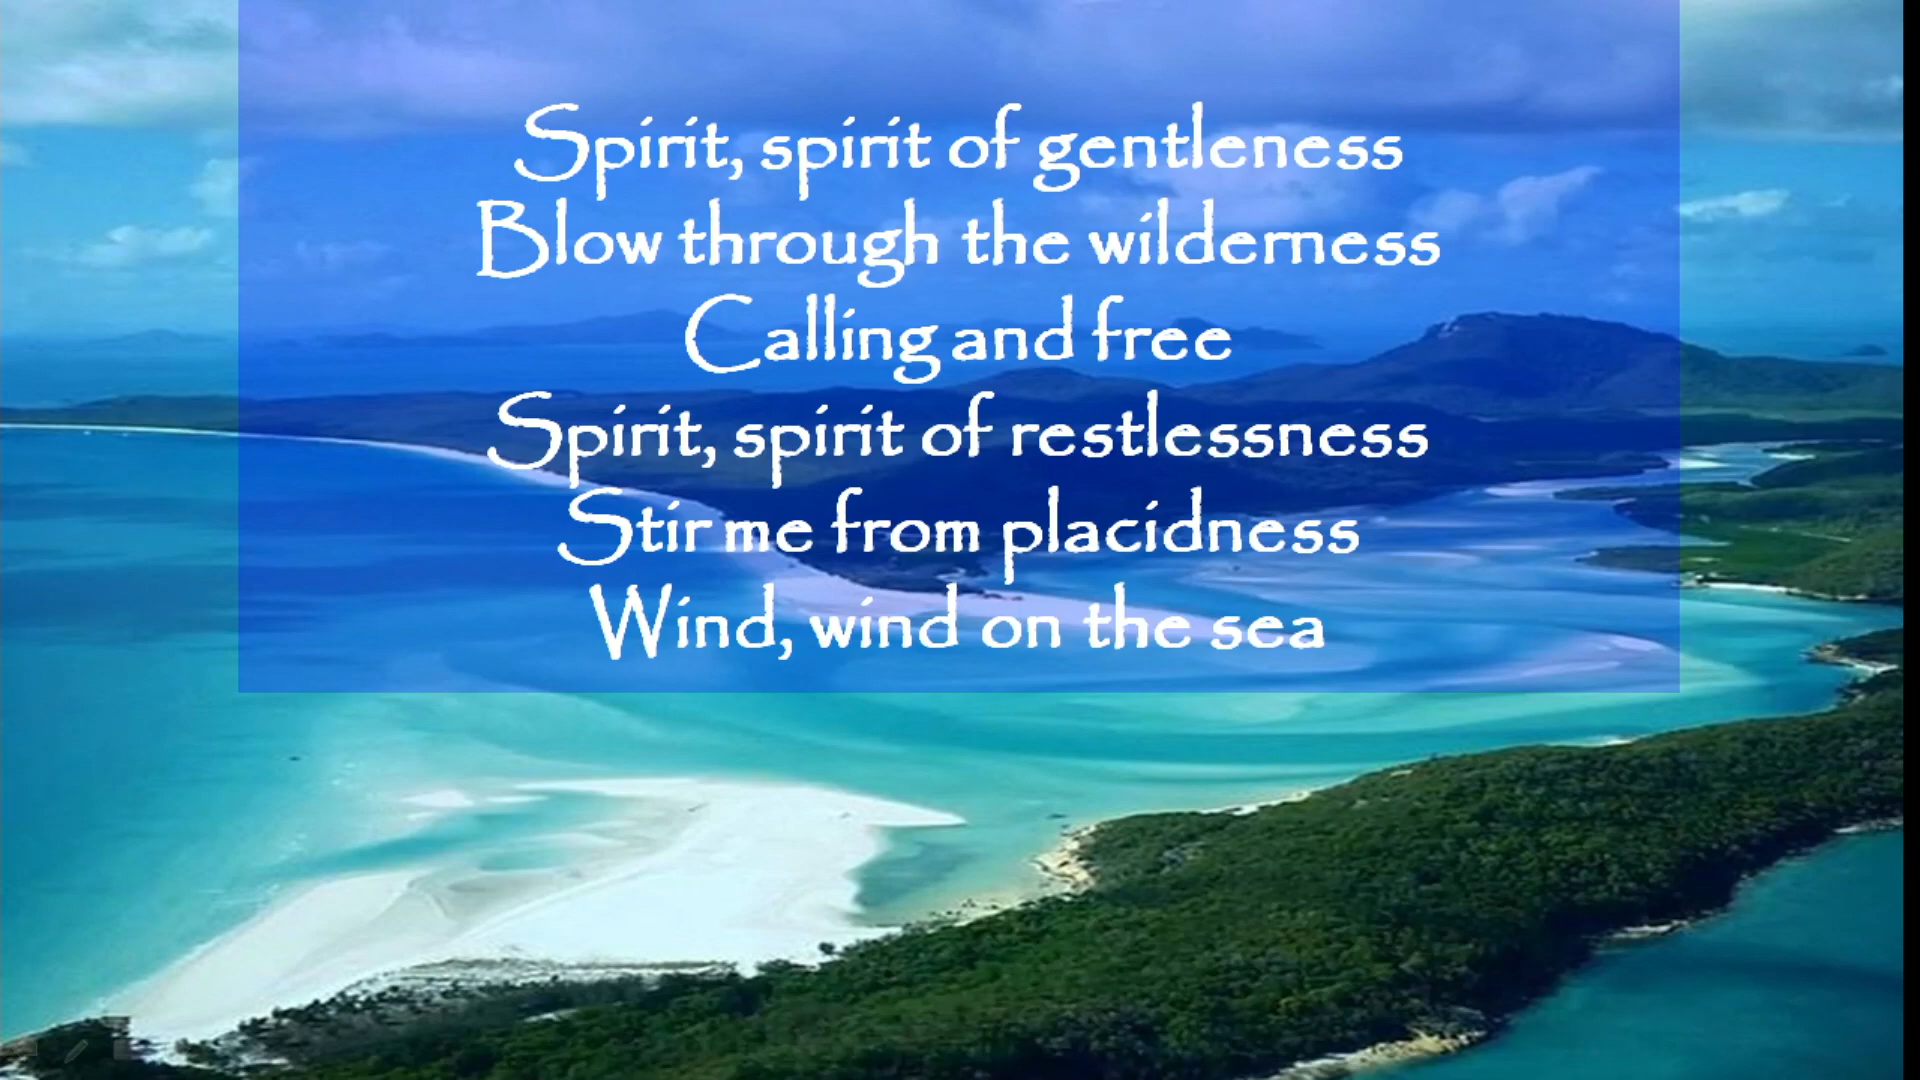 Spirit, spirit of gentleness
Blow through the wilderness
Calling and free
Spirit, spirit of restlessness
Stir me from placidness
Wind, wind on the sea